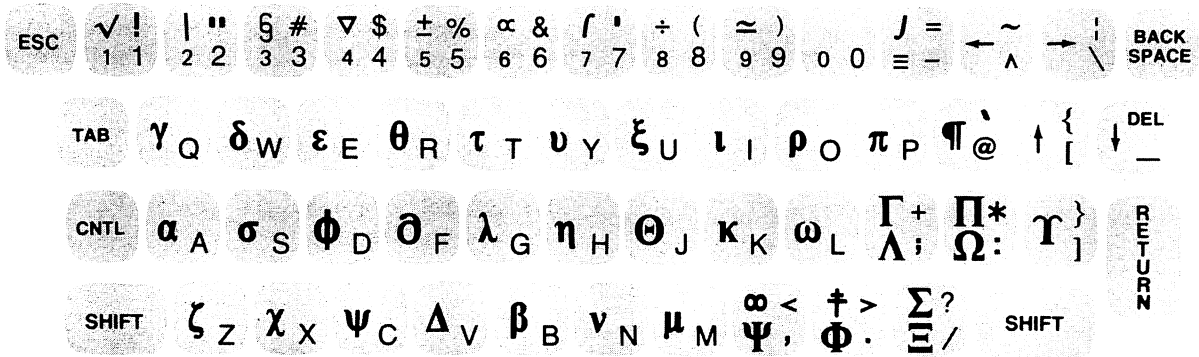 ESC √ ! 1 1 | " 2 2 § # 3 3 ∇ $ 4 4 ± % 5 5 ∝ & 6 6 ⌠ ' 7 7 ÷ ( 8 8 ≃ ) 9 9 0 0 ⌡ = ≡ - ← ~ ^ → ¦ \ BACK SPACE
TAB γ Q δ W ε E θ R τ T υ Y ξ U ι I ρ O π P ¶ ` @ ↑ { [ ↓ DEL _
CNTL α A σ S ϕ D ∂ F λ G η H Θ J κ K ω L Γ + Λ ; Π * Ω : ϒ } ] RETURN
SHIFT ζ Z χ X ψ C Δ V β B ν N μ M ∞ < Ψ , ‡ > Φ . Σ ? Ξ / SHIFT